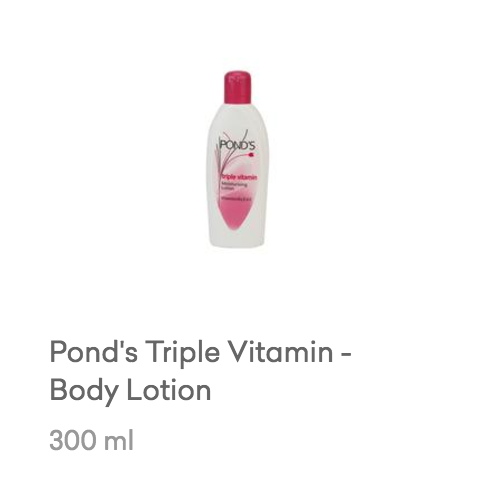 POND'S
triple vitamin
Moisturising
Lotion
Pond's Triple Vitamin -
Body Lotion
300 ml